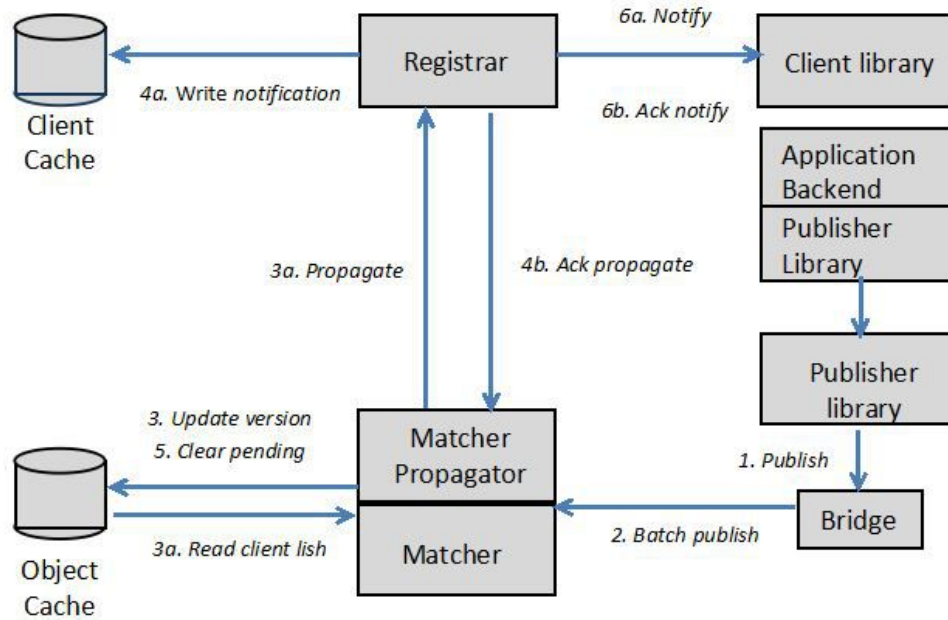 6a. Notify
Registrar
Client library
4a. Write notification
6b. Ack notify
Client
Cache
Application
Backend
Publisher
Library
3a. Propagate
4b. Ack propagate
Publisher
library
3. Update version
5. Clear pending
Matcher
Propagator
1. Publish
Bridge
2. Batch publish
3a. Read client lish
Matcher
Object
Cache